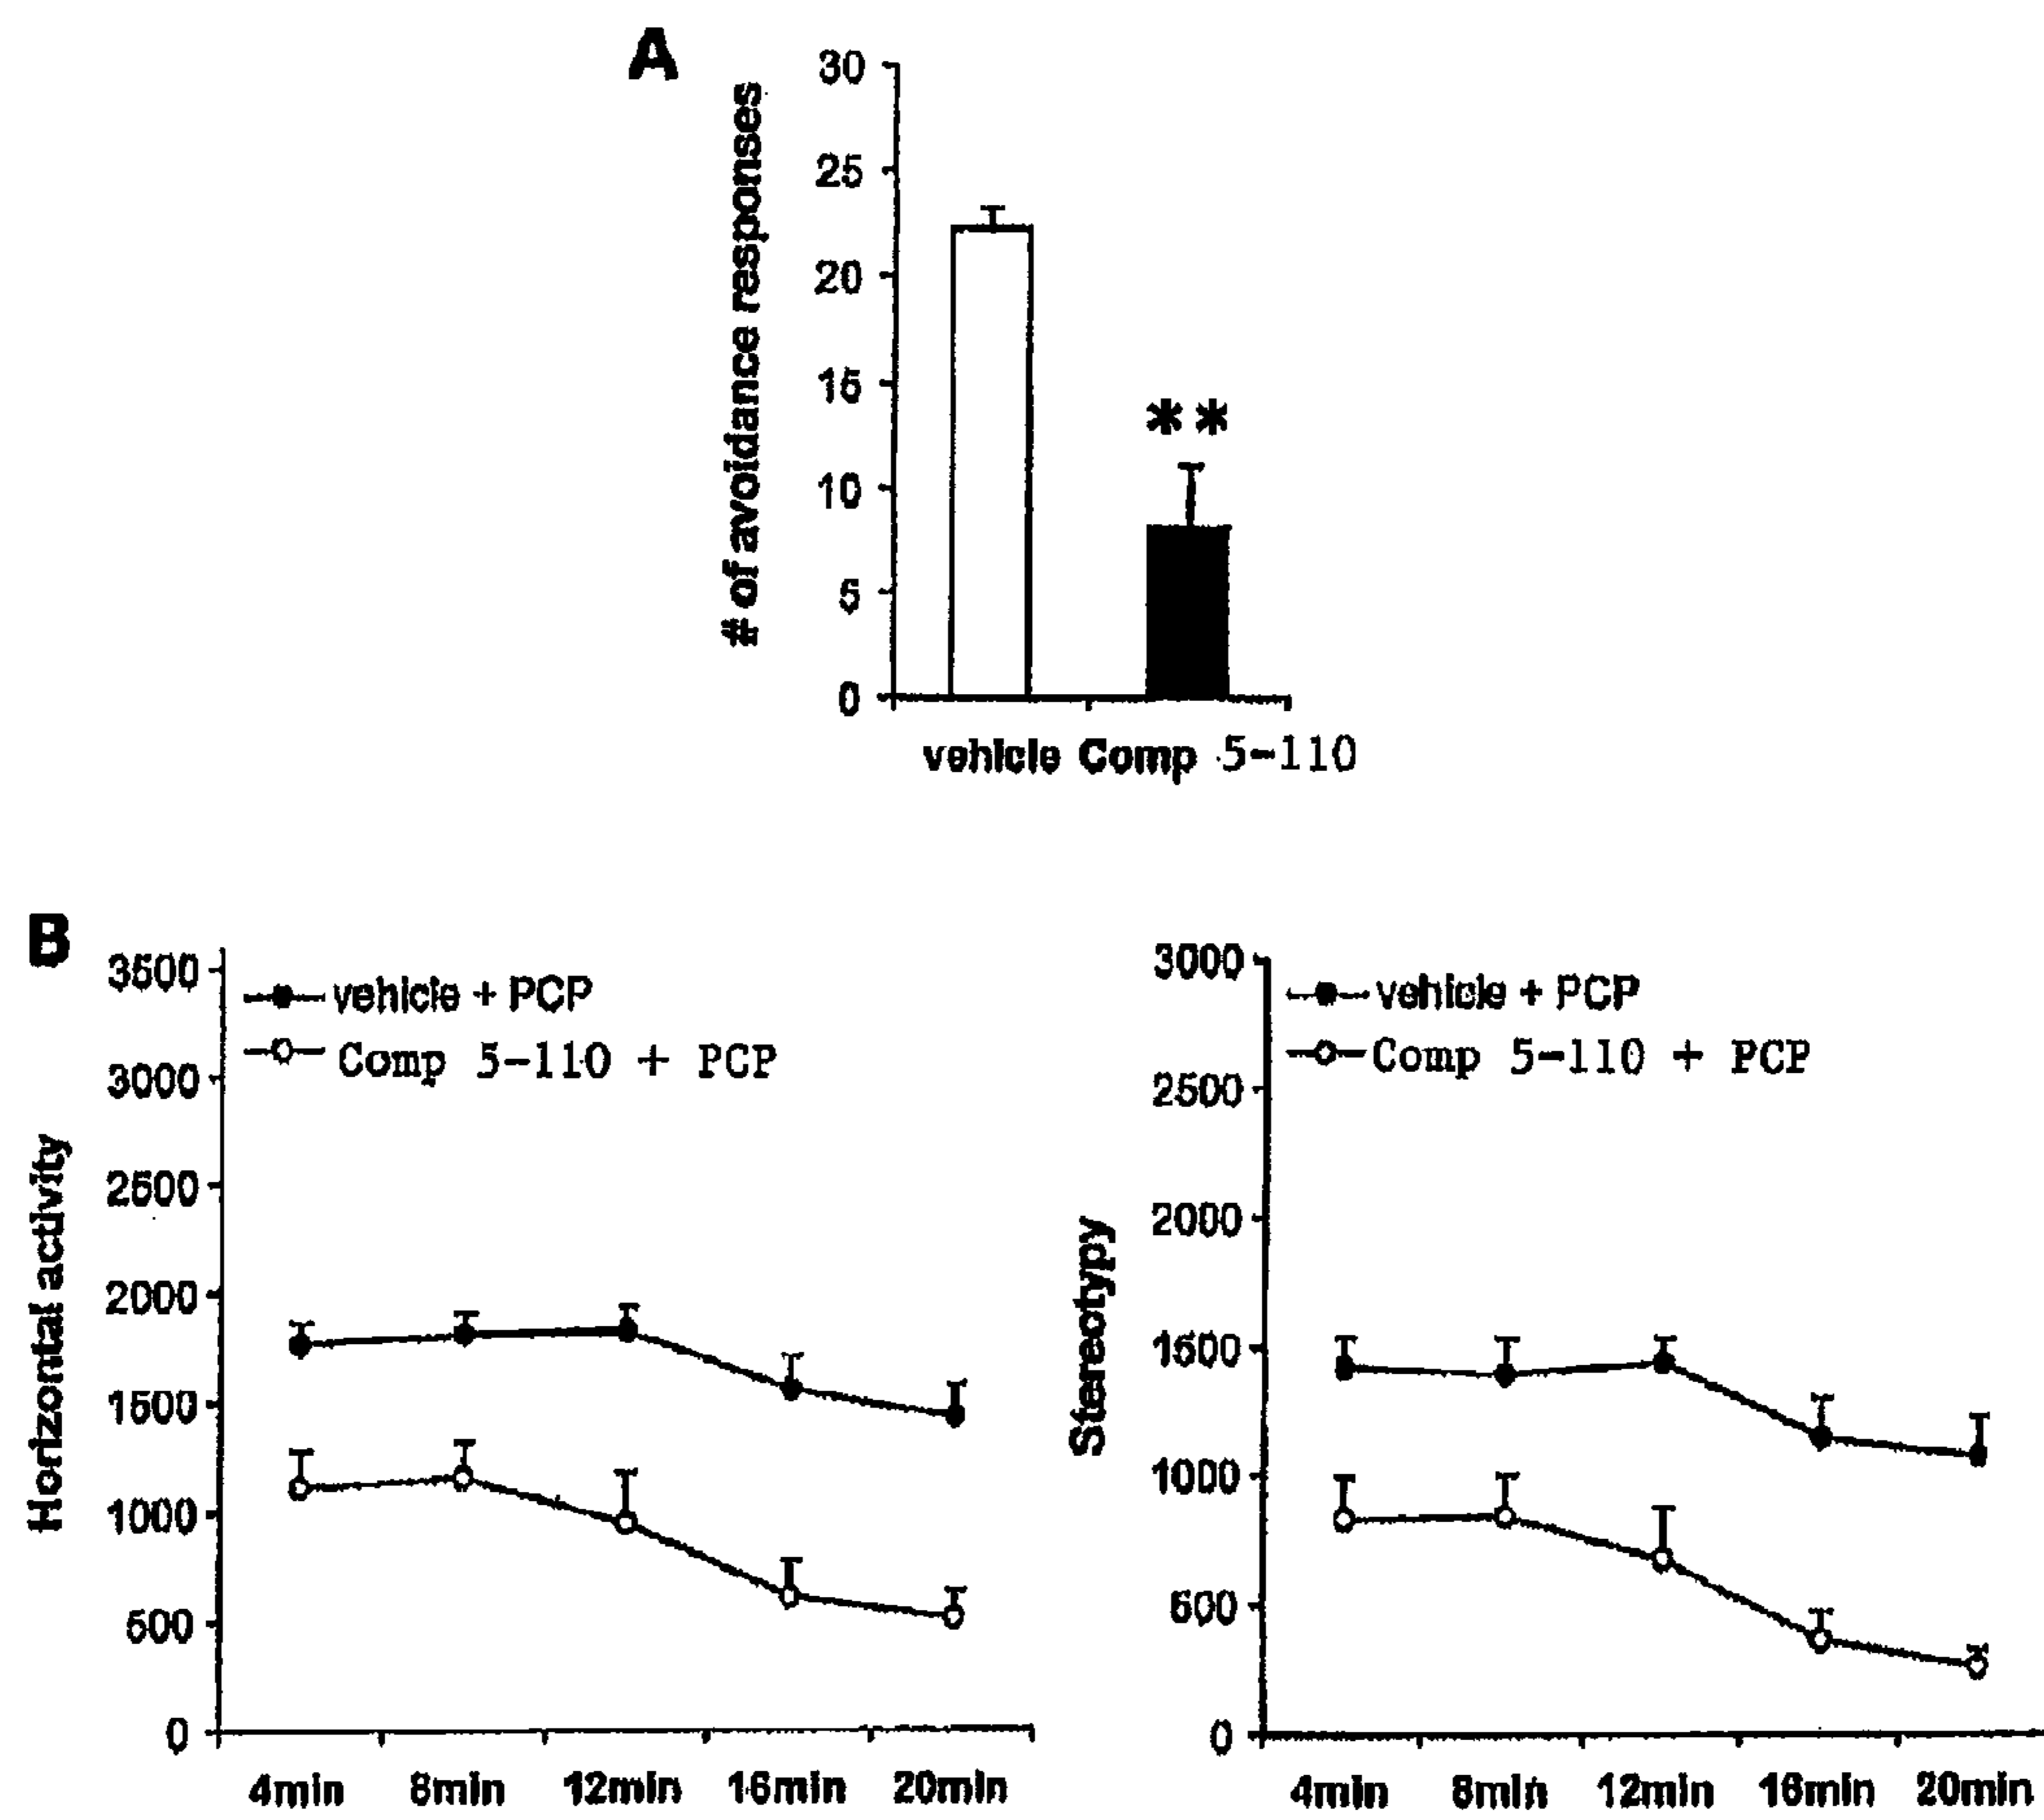 A
# of avoidance responses
30
25
20
15
10
5
0
**
vehicle Comp 5-110
B
Horizontal activity
3500
3000
2500
2000
1500
1000
500
0
vehicle + PCP
Comp 5-110 + PCP
4min 8min 12min 16min 20min
Stereotypy
3000
2500
2000
1500
1000
500
0
vehicle + PCP
Comp 5-110 + PCP
4min 8min 12min 16min 20min